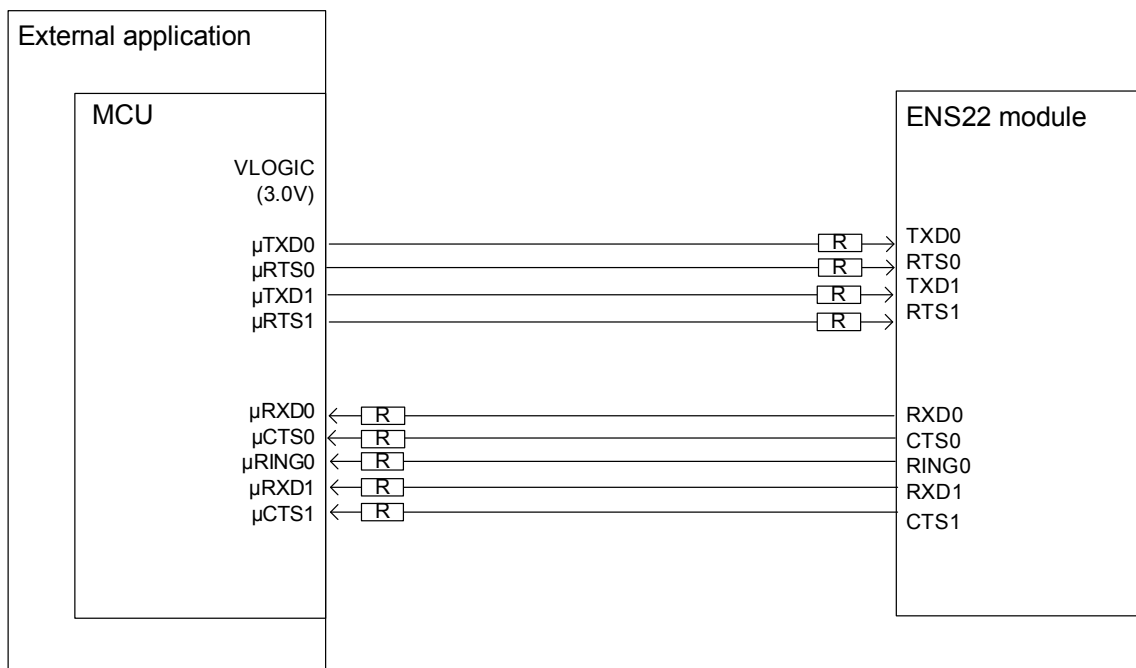 External application
MCU
ENS22 module
VLOGIC
(3.0V)
µTXD0
R
TXD0
µRTS0
R
RTS0
µTXD1
R
TXD1
µRTS1
R
RTS1
µRXD0
R
RXD0
µCTS0
R
CTS0
µRING0
R
RING0
µRXD1
R
RXD1
µCTS1
R
CTS1